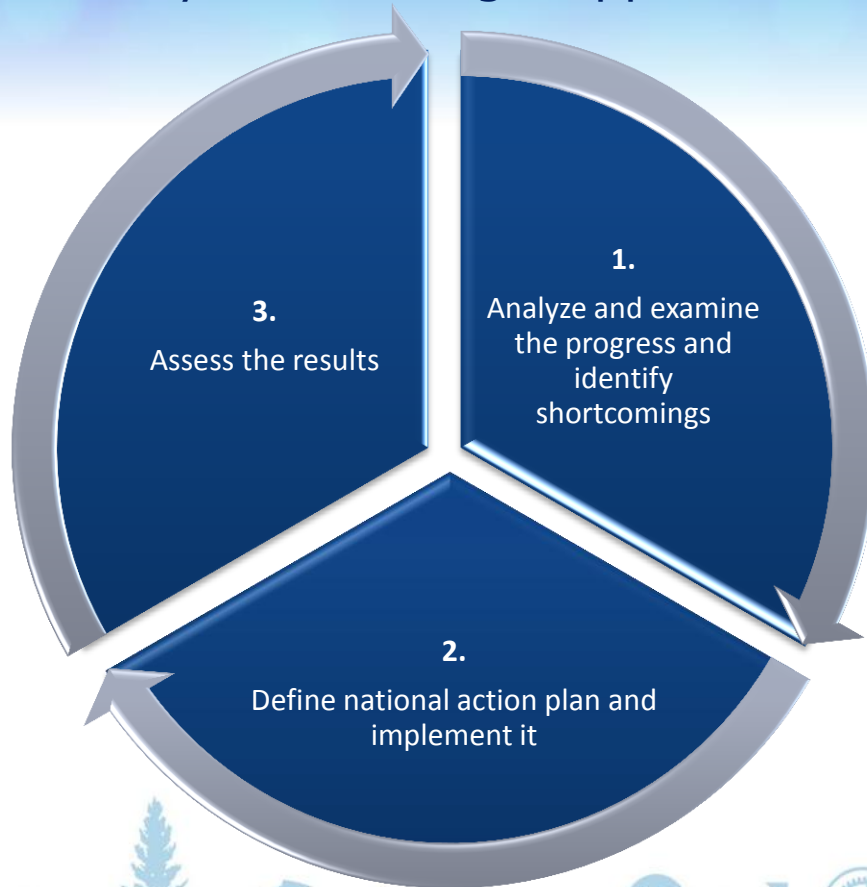 1.
Analyze and examine
the progress and
identify
shortcomings
2.
Define national action plan and
implement it
3.
Assess the results